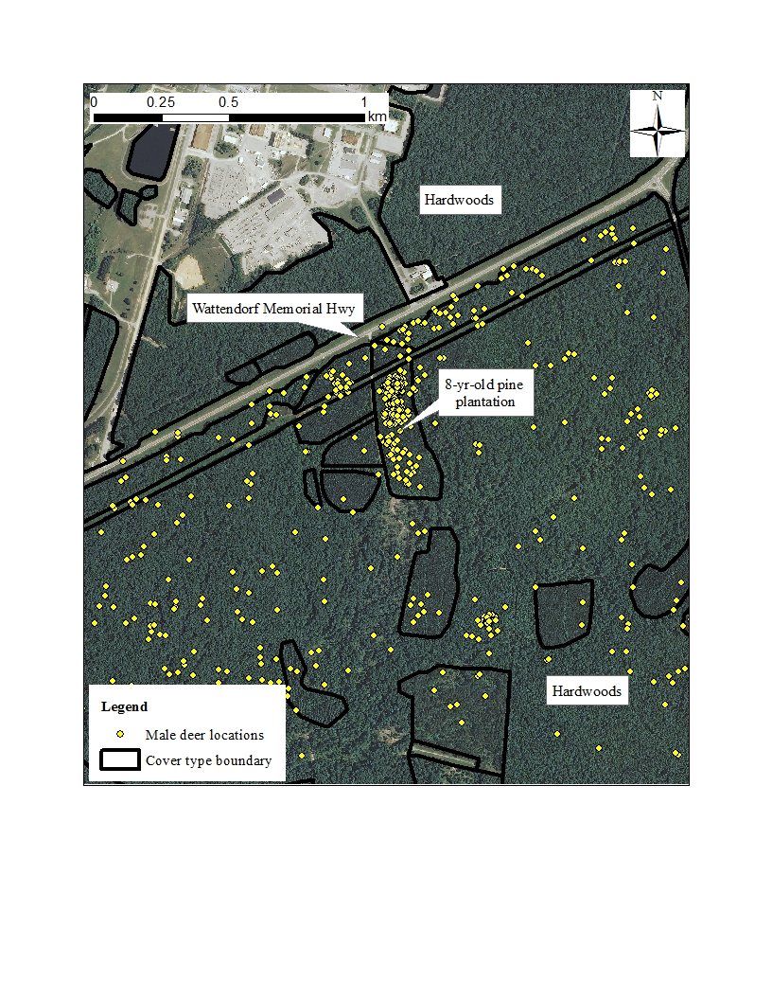 0 0.25 0.5 1
km
N
Hardwoods
Wattendorf Memorial Hwy
8-yr-old pine
plantation
Hardwoods
Legend
Male deer locations
Cover type boundary